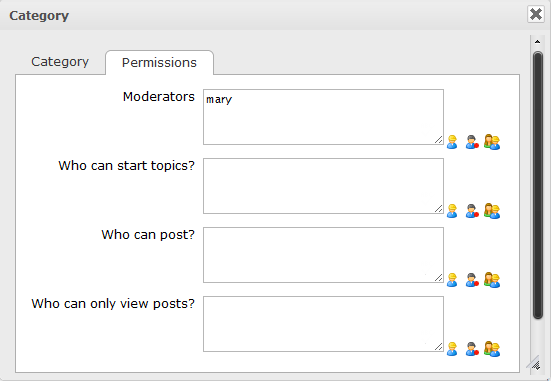 Category
Category Permissions
Moderators mary
Who can start topics?
Who can post?
Who can only view posts?